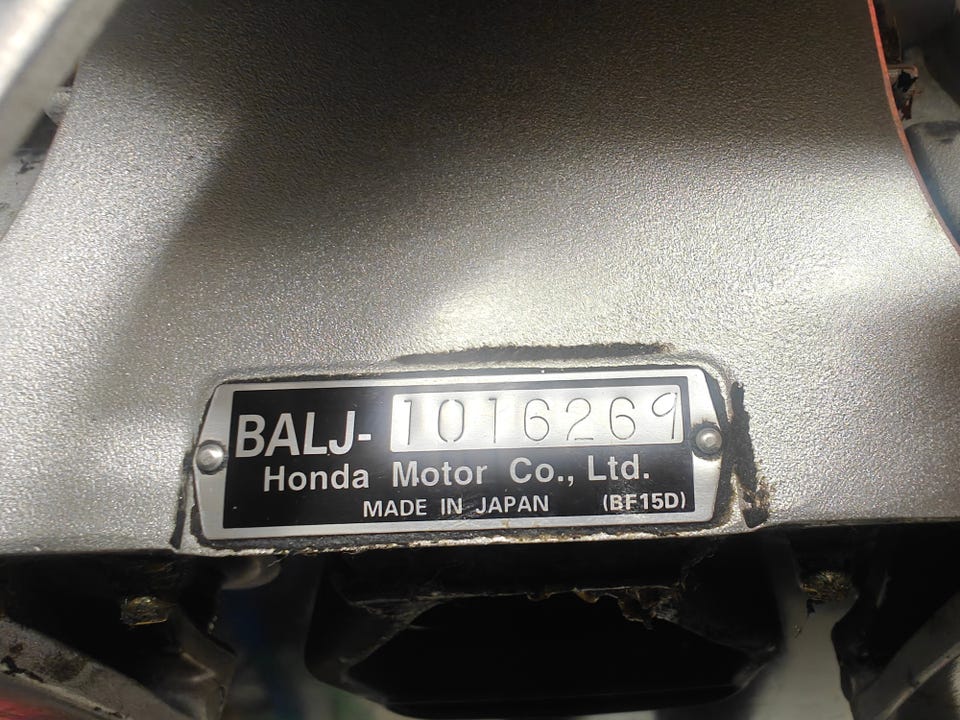 BALJ-1016269
Honda Motor Co., Ltd.
MADE IN JAPAN (BF15D)